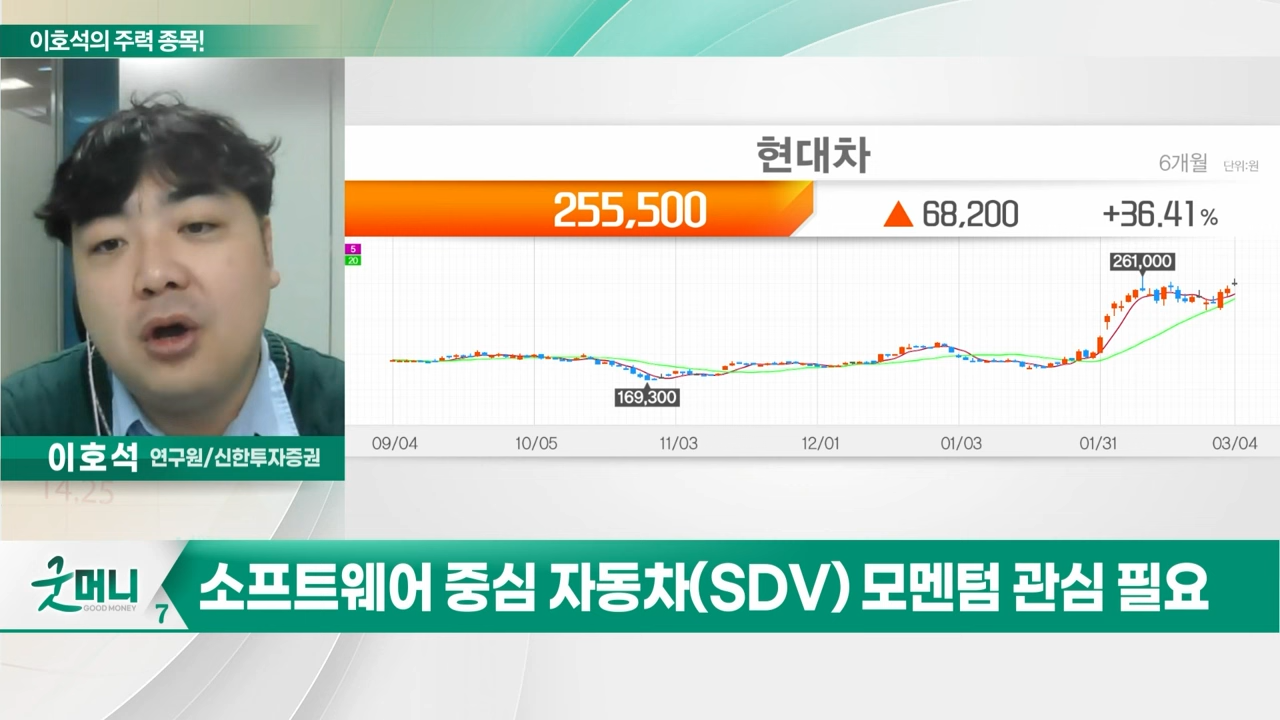 이호석의 주력 종목!
현대차
6개월 단위:원
255,500 ▲ 68,200 +36.41%
5
20
261,000
169,300
09/04 10/05 11/03 12/01 01/03 01/31 03/04
이호석 연구원/신한투자증권
14.25
굿머니
GOOD MONEY
7
소프트웨어 중심 자동차(SDV) 모멘텀 관심 필요